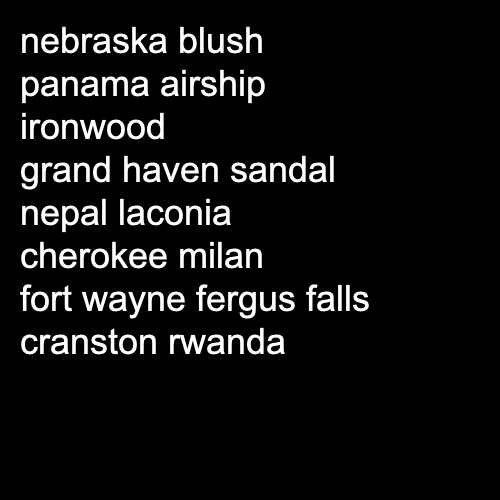 nebraska blush
panama airship
ironwood
grand haven sandal
nepal laconia
cherokee milan
fort wayne fergus falls
cranston rwanda